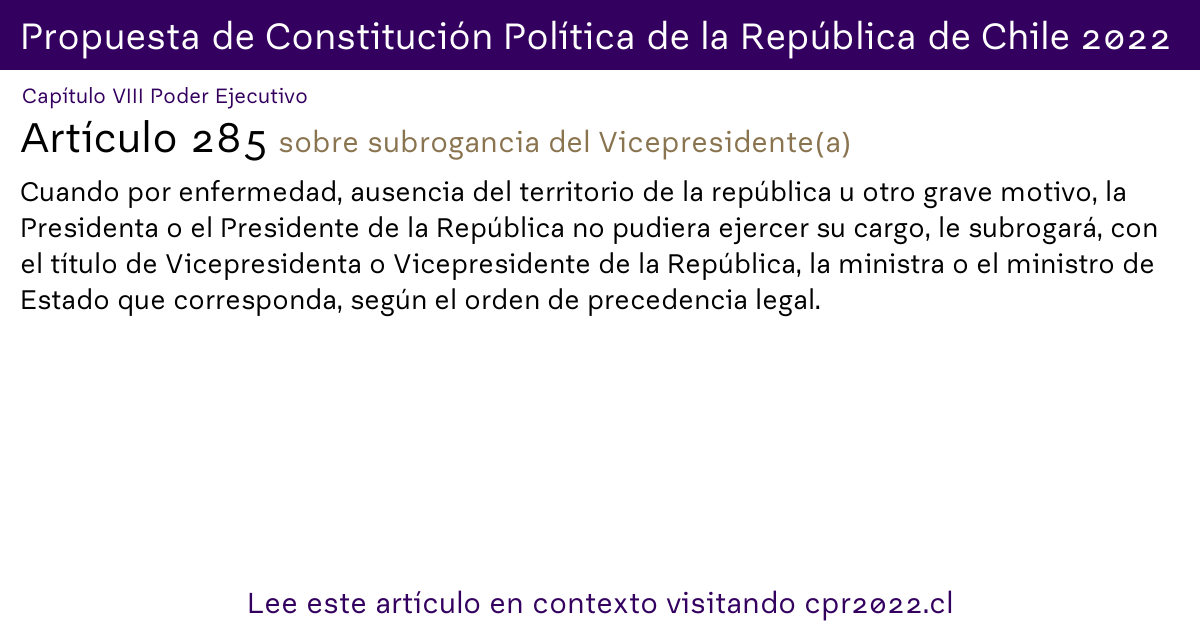 Propuesta de Constitución Política de la República de Chile 2022
Capítulo VIII Poder Ejecutivo
Artículo 285 sobre subrogancia del Vicepresidente(a)
Cuando por enfermedad, ausencia del territorio de la república u otro grave motivo, la
Presidenta o el Presidente de la República no pudiera ejercer su cargo, le subrogará, con
el título de Vicepresidenta o Vicepresidente de la República, la ministra o el ministro de
Estado que corresponda, según el orden de precedencia legal.
Lee este artículo en contexto visitando cpr2022.cl